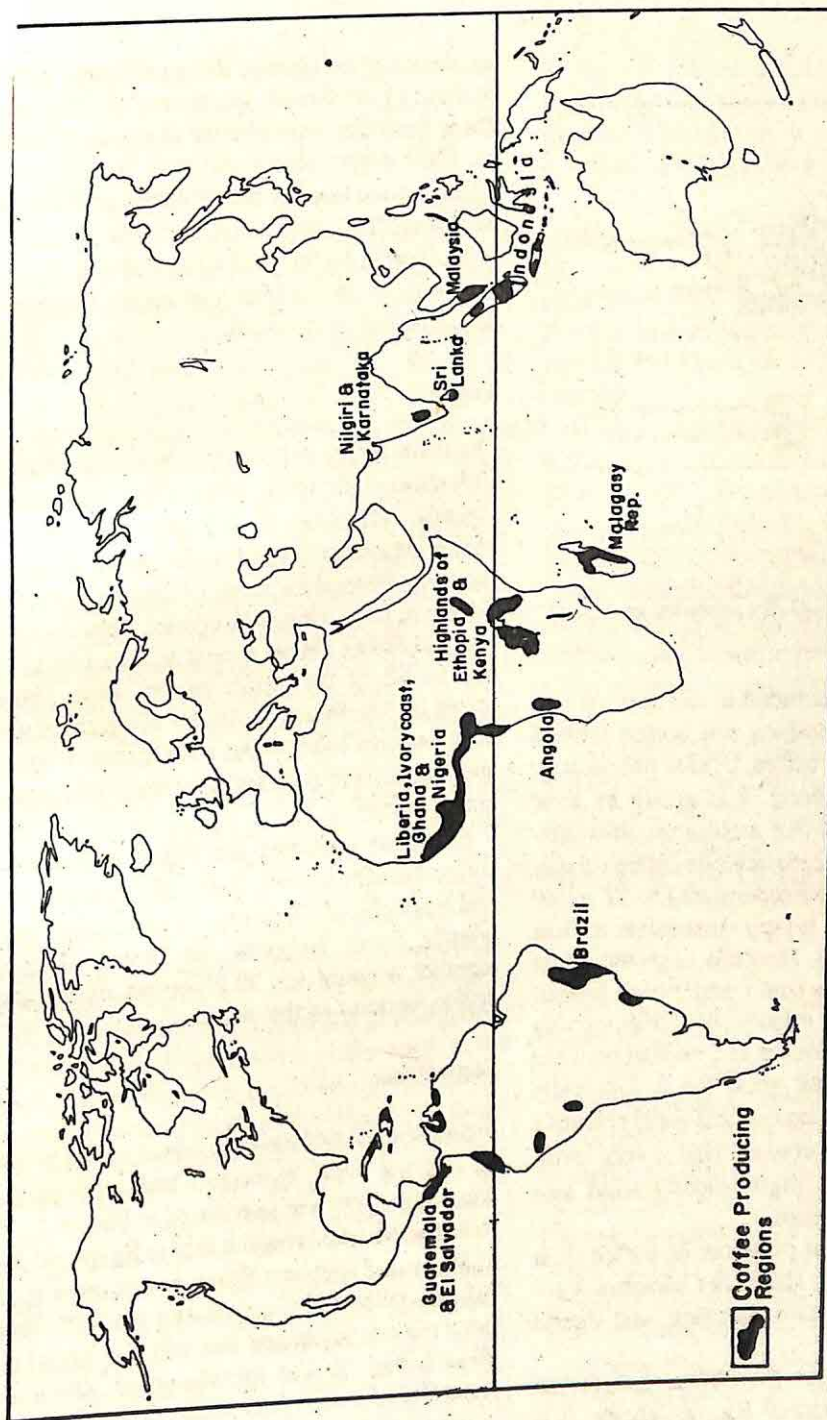 Guatemala
& El Salvador
Brazil
Liberia, Ivorycoast,
Ghana &
Nigeria
Angola
Highlands of
Ethopia &
Kenya
Malagasy
Rep.
Nilgiri &
Karnataka
Sri
Lanka
Malaysia
Indonesia
Coffee Producing
Regions